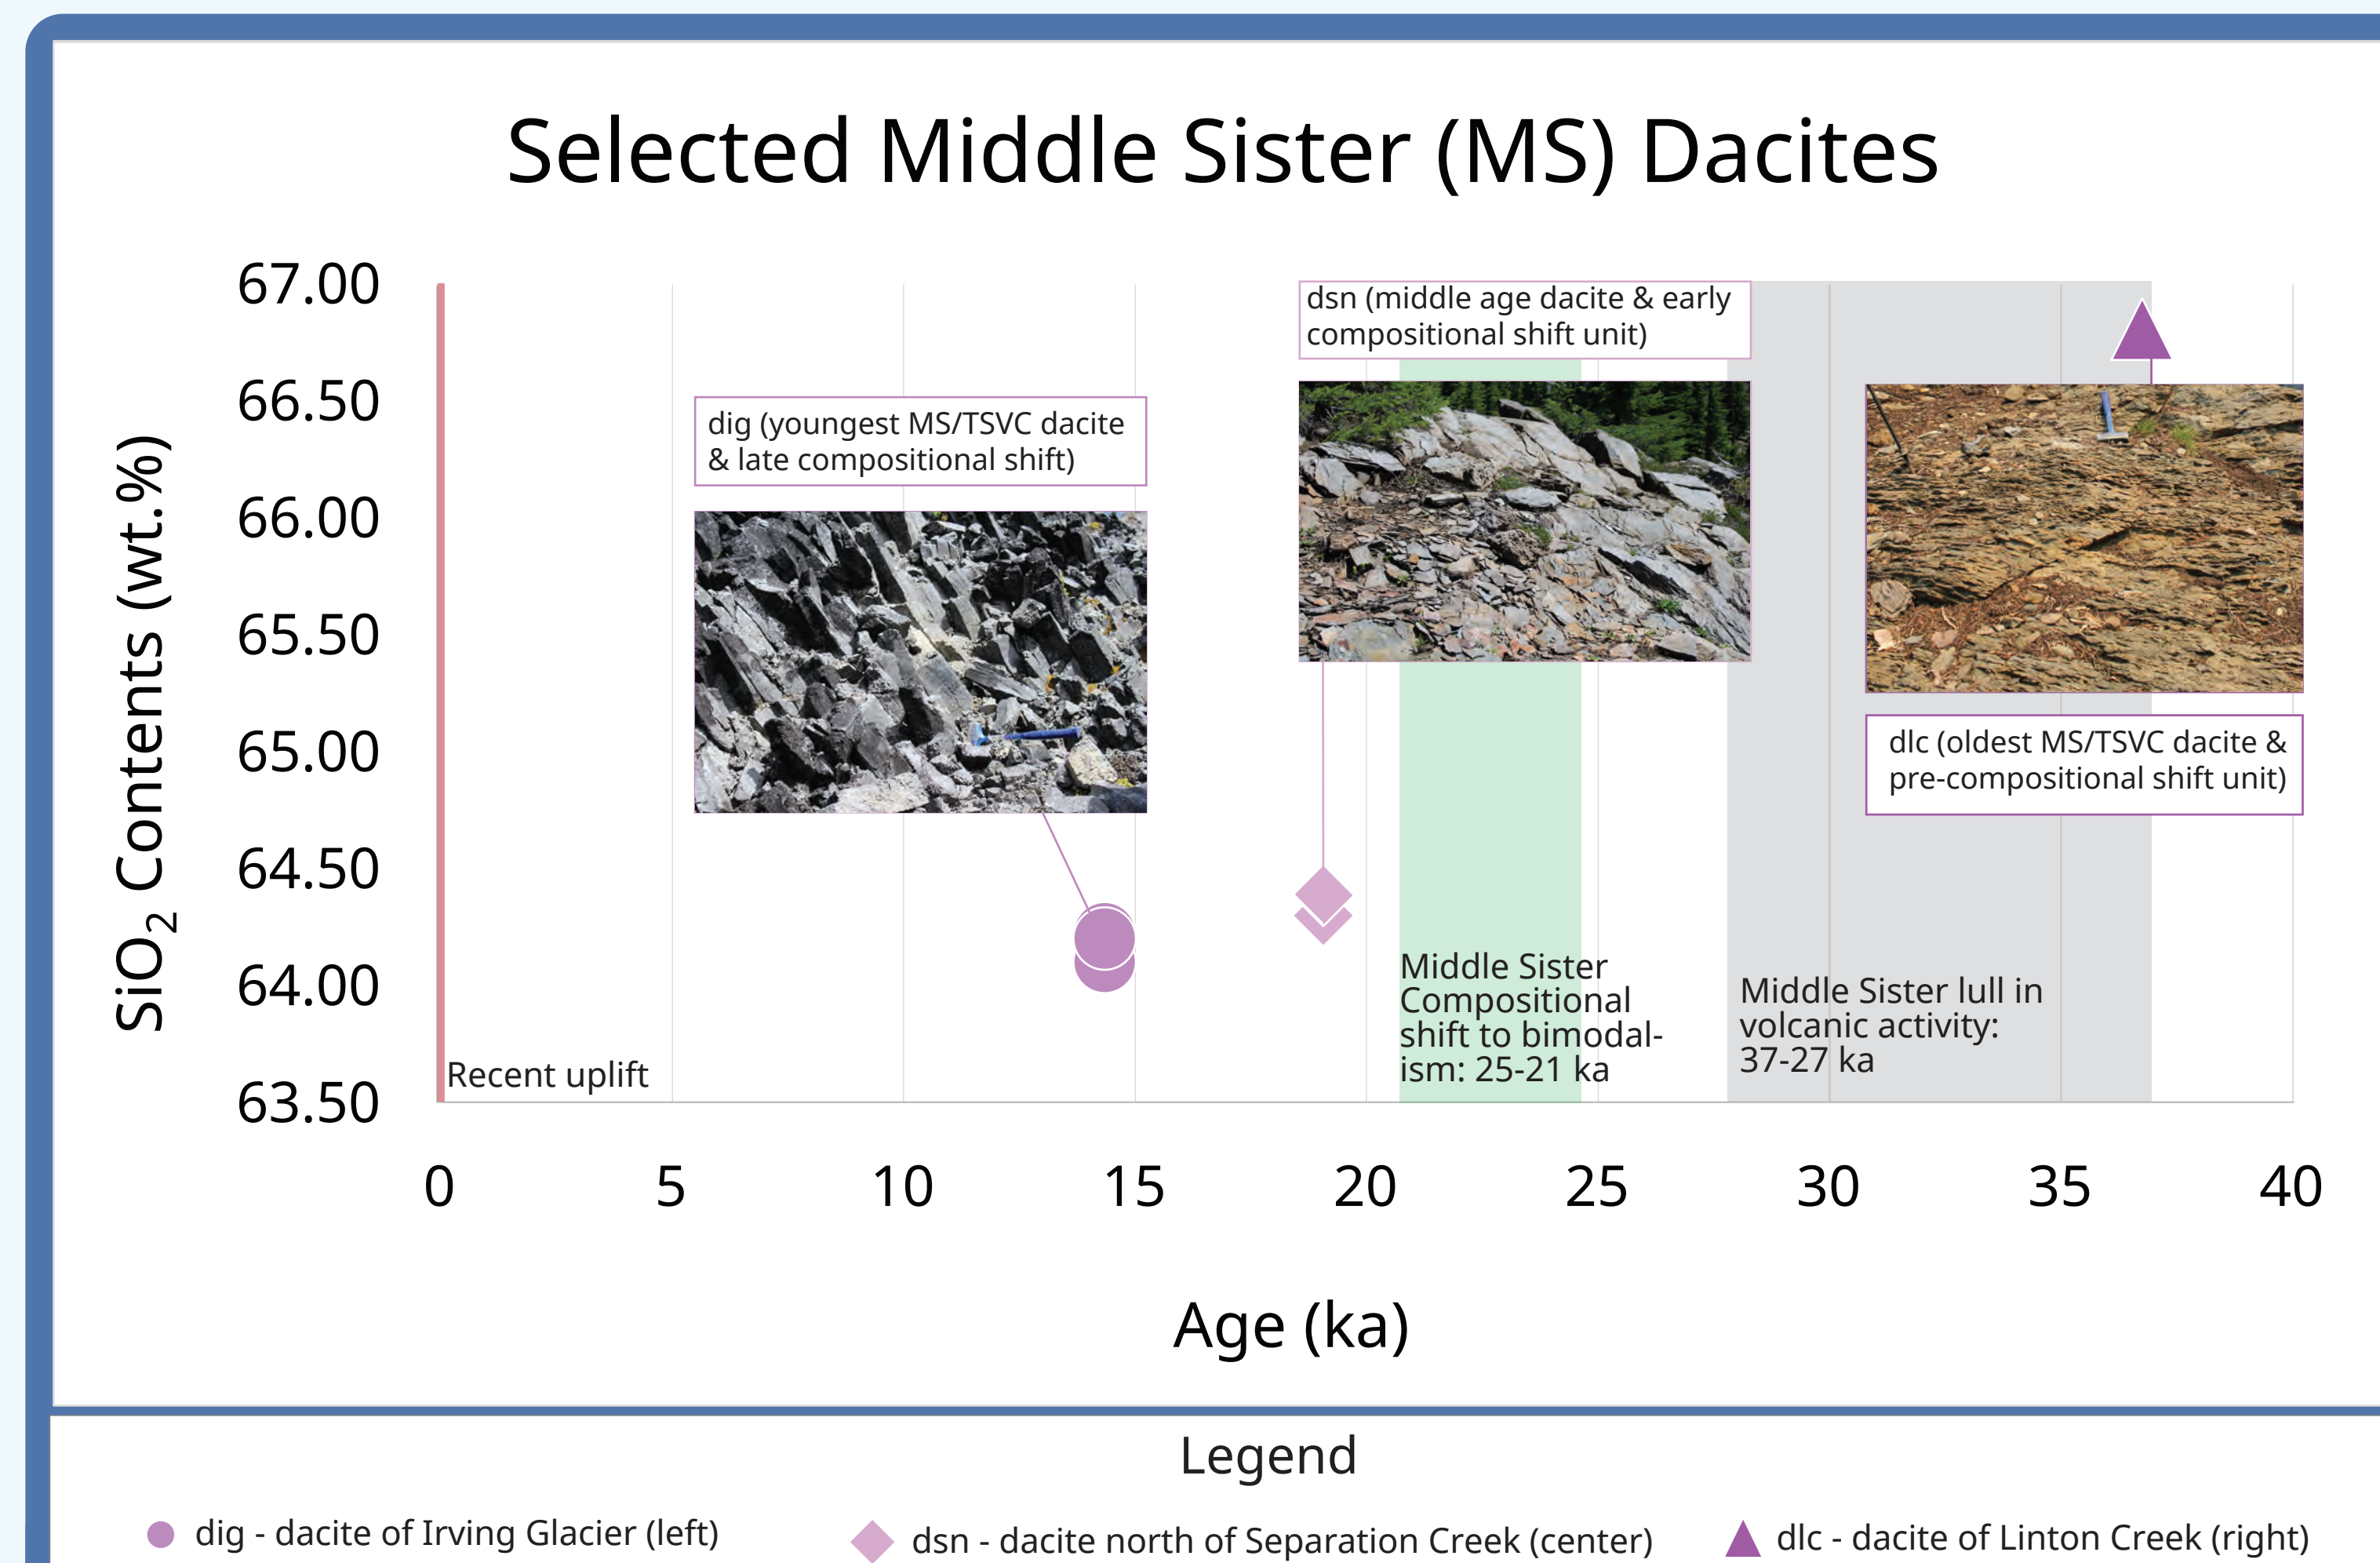 Selected Middle Sister (MS) Dacites
SiO2 Contents (wt.%)
67.00
66.50
66.00
65.50
65.00
64.50
64.00
63.50
dig (youngest MS/TSVC dacite
& late compositional shift)
dsn (middle age dacite & early
compositional shift unit)
dlc (oldest MS/TSVC dacite &
pre-compositional shift unit)
Recent uplift
Middle Sister
Compositional
shift to bimodal-
ism: 25-21 ka
Middle Sister lull in
volcanic activity:
37-27 ka
0 5 10 15 20 25 30 35 40
Age (ka)
Legend
dig - dacite of Irving Glacier (left)
dsn - dacite north of Separation Creek (center)
dlc - dacite of Linton Creek (right)